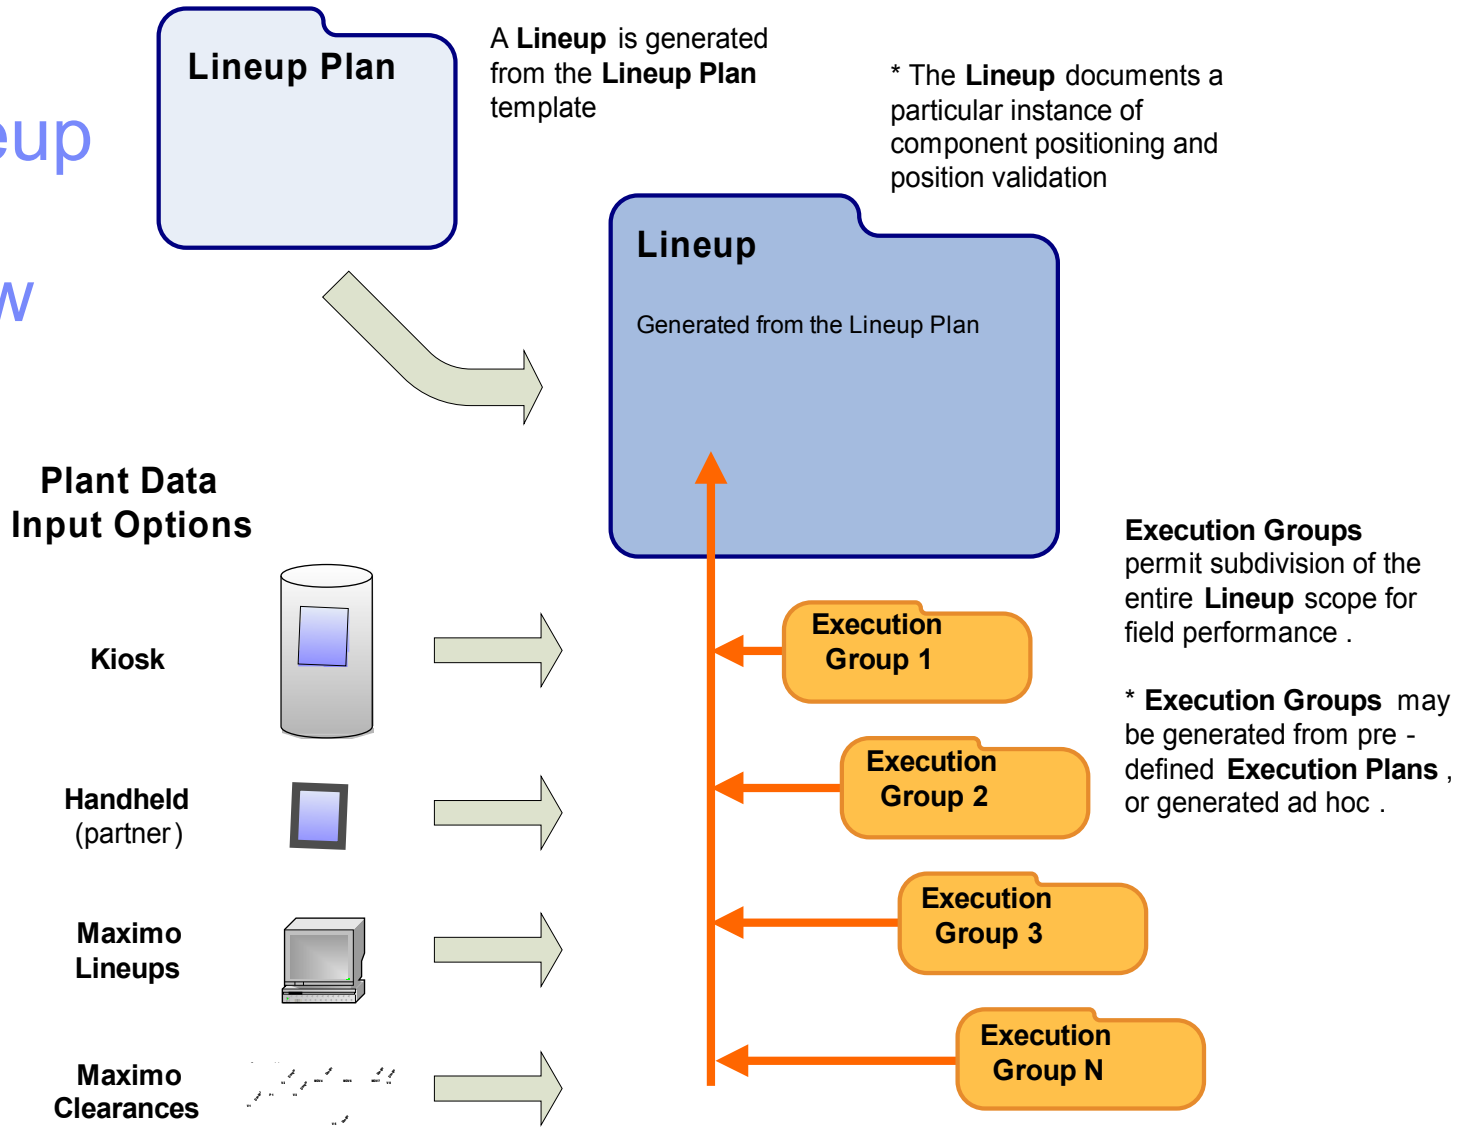 eup
w
Lineup Plan
A Lineup is generated
from the Lineup Plan
template
* The Lineup documents a
particular instance of
component positioning and
position validation
Lineup
Generated from the Lineup Plan
Plant Data
Input Options
Kiosk
Handheld
(partner)
Maximo
Lineups
Maximo
Clearances
Execution
Group 1
Execution
Group 2
Execution
Group 3
Execution
Group N
Execution Groups
permit subdivision of the
entire Lineup scope for
field performance .
* Execution Groups may
be generated from pre -
defined Execution Plans ,
or generated ad hoc .